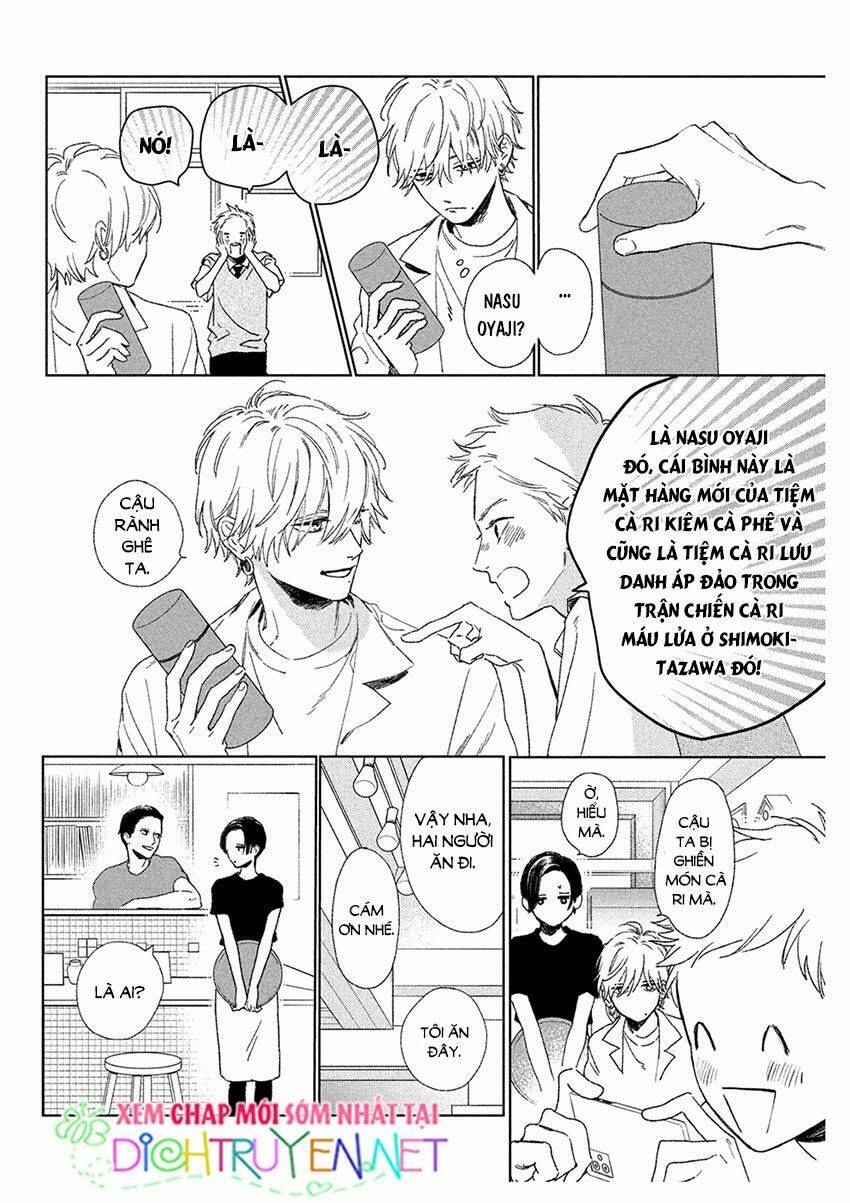 ...
NASU
OYAJI?
LÀ-
LÀ-
NÓ!
LÀ NASU OYAJI
ĐÓ, CÁI BÌNH NÀY LÀ
MẶT HÀNG MỚI CỦA TIỆM
CÀ RI KIÊM CÀ PHÊ VÀ
CŨNG LÀ TIỆM CÀ RI LƯU
DANH ÁP ĐẢO TRONG
TRẬN CHIẾN CÀ RI
MÁU LỬA Ở SHIMOKI-
TAZAWA ĐÓ!
CẬU
RẢNH
GHÊ
TA.
CẬU
TA BỊ
GHIỀN
MÓN CÀ
RI MÀ.
Ờ,
HIỂU
MÀ.
VẬY NHA,
HAI NGƯỜI
ĂN ĐI.
CÁM
ƠN NHÉ.
TÔI ĂN
ĐÂY.
LÀ AI?
XEM CHAP MỚI SỚM NHẤT TẠI
DICHTRUYEN.NET